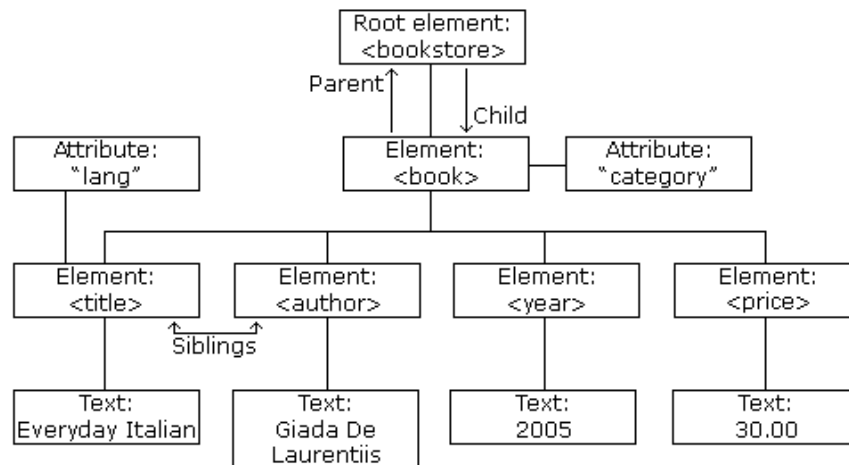 Root element:
<bookstore>
Parent
Child
Attribute:
“lang”
Element:
<book>
Attribute:
“category”
Element:
<title>
Element:
<author>
Element:
<year>
Element:
<price>
Siblings
Text:
Everyday Italian
Text:
Giada De
Laurentiis
Text:
2005
Text:
30.00